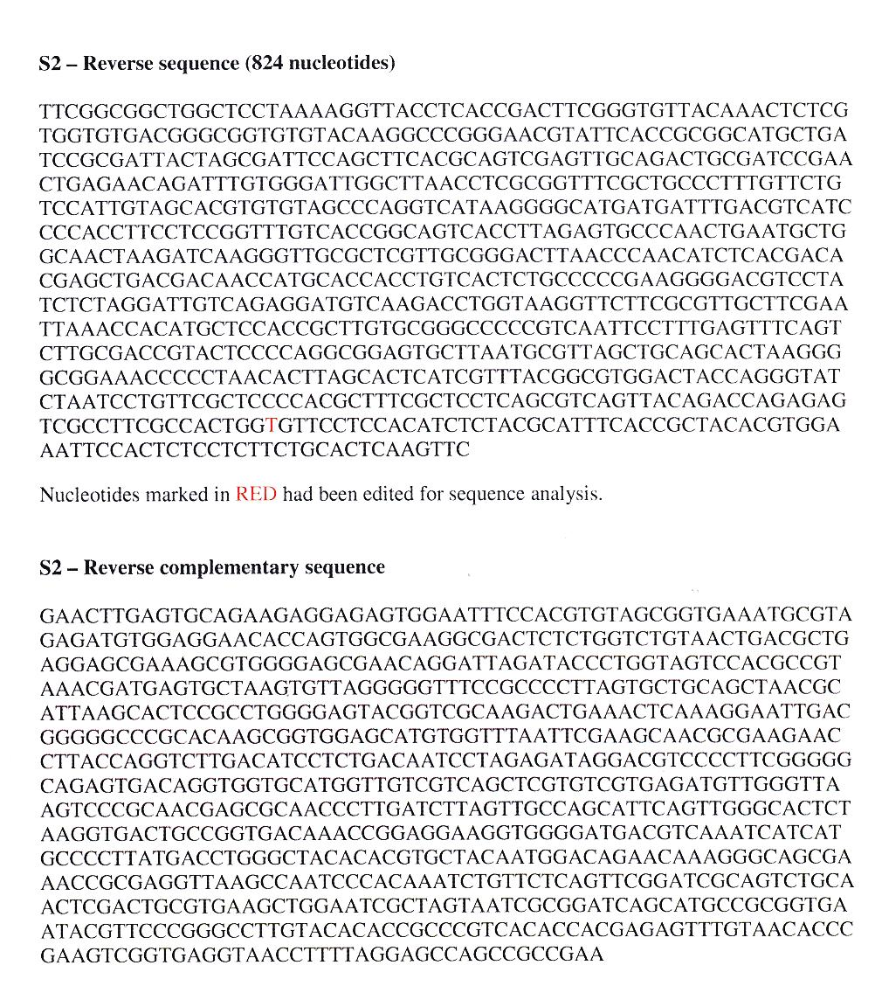 S2 – Reverse sequence (824 nucleotides)
TTCGGCGGCTGGCTCCTAAAAGGTTACCTCACCGACTTCGGGTGTTACAAACTCTCG
TGGTGTGACGGGCGGTGTGTACAAGGCCCGGGAACGTATTCACCGCGGCATGCTGA
TCCGCGATTACTAGCGATTCCAGCTTCACGCAGTCGAGTTGCAGACTGCGATCCGAA
CTGAGAACAGATTTGTGGGATTGGCTTAACCTCGCGGTTTCGCTGCCCTTTGTTCTG
TCCATTGTAGCACGTGTGTAGCCCAGGTCATAAGGGGCATGATGATTTGACGTCATC
CCCACCTTCCTCCGGTTTGTCACCGGCAGTCACCTTAGAGTGCCCAACTGAATGCTG
GCAACTAAGATCAAGGGTTGCGCTCGTTGCGGGACTTAACCCAACATCTCACGACA
CGAGCTGACGACAACCATGCACCACCTGTCACTCTGCCCCCGAAGGGGACGTCCTA
TCTCTAGGATTGTCAGAGGATGTCAAGACCTGGTAAGGTTCTTCGCGTTGCTTCGAA
TTAAACCACATGCTCCACCGCTTGTGCGGGCCCCCGTCAATTCCTTTGAGTTTCAGT
CTTGCGACCGTACTCCCCAGGCGGAGTGCTTAATGCGTTAGCTGCAGCACTAAGGG
GCGGAAACCCCCTAACACTTAGCACTCATCGTTTACGGCGTGGACTACCAGGGTAT
CTAATCCTGTTCGCTCCCCACGCTTTCGCTCCTCAGCGTCAGTTACAGACCAGAGAG
TCGCCTTCGCCACTGGTGTTCCTCCACATCTCTACGCATTTCACCGCTACACGTGGA
AATTCCACTCTCCTCTTCTGCACTCAAGTTC
Nucleotides marked in RED had been edited for sequence analysis.
S2 – Reverse complementary sequence
GAACTTGAGTGCAGAAGAGGAGAGTGGAATTTCCACGTGTAGCGGTGAAATGCGTA
GAGATGTGGAGGAACACCAGTGGCGAAGGCGACTCTCTGGTCTGTAACTGACGCTG
AGGAGCGAAAGCGTGGGGAGCGAACAGGATTAGATACCCTGGTAGTCCACGCCGT
AAACGATGAGTGCTAAGTGTTAGGGGGTTTCCGCCCCTTAGTGCTGCAGCTAACGC
ATTAAGCACTCCGCCTGGGGAGTACGGTCGCAAGACTGAAACTCAAAGGAATTGAC
GGGGGCCCGCACAAGCGGTGGAGCATGTGGTTTAATTCGAAGCAACGCGAAGAAC
CTTACCAGGTCTTGACATCCTCTGACAATCCTAGAGATAGGACGTCCCCTTCGGGGG
CAGAGTGACAGGTGGTGCATGGTTGTCGTCAGCTCGTGTCGTGAGATGTTGGGTTA
AGTCCCGCAACGAGCGCAACCCTTGATCTTAGTTGCCAGCATTCAGTTGGGCACTCT
AAGGTGACTGCCGGTGACAAACCGGAGGAAGGTGGGGATGACGTCAAATCATCAT
GCCCCTTATGACCTGGGCTACACACGTGCTACAATGGACAGAACAAAGGGCAGCGA
AACCGCGAGGTTAAGCCAATCCCACAAATCTGTTCTCAGTTCGGATCGCAGTCTGCA
ACTCGACTGCGTGAAGCTGGAATCGCTAGTAATCGCGGATCAGCATGCCGCGGTGA
ATACGTTCCCGGGCCTTGTACACACCGCCCGTCACACCACGAGAGTTTGTAACACCC
GAAGTCGGTGAGGTAACCTTTTAGGAGCCAGCCGCCGAA